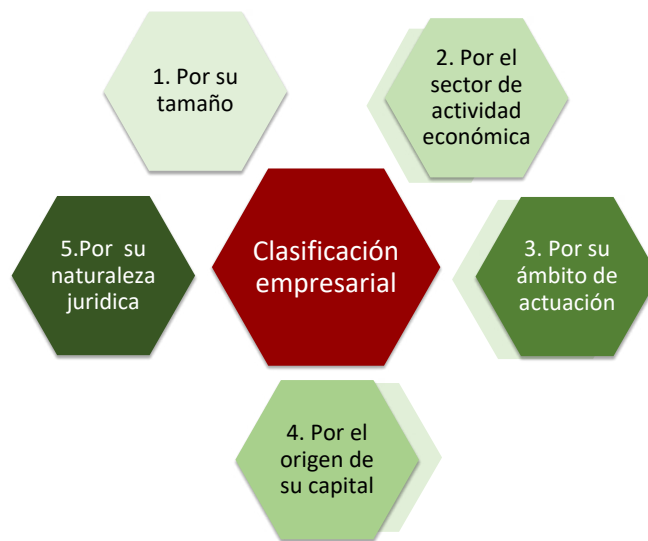 1. Por su
tamaño
2. Por el
sector de
actividad
económica
Clasificación
empresarial
3. Por su
ámbito de
actuación
4. Por el
origen de
su capital
5.Por su
naturaleza
juridica